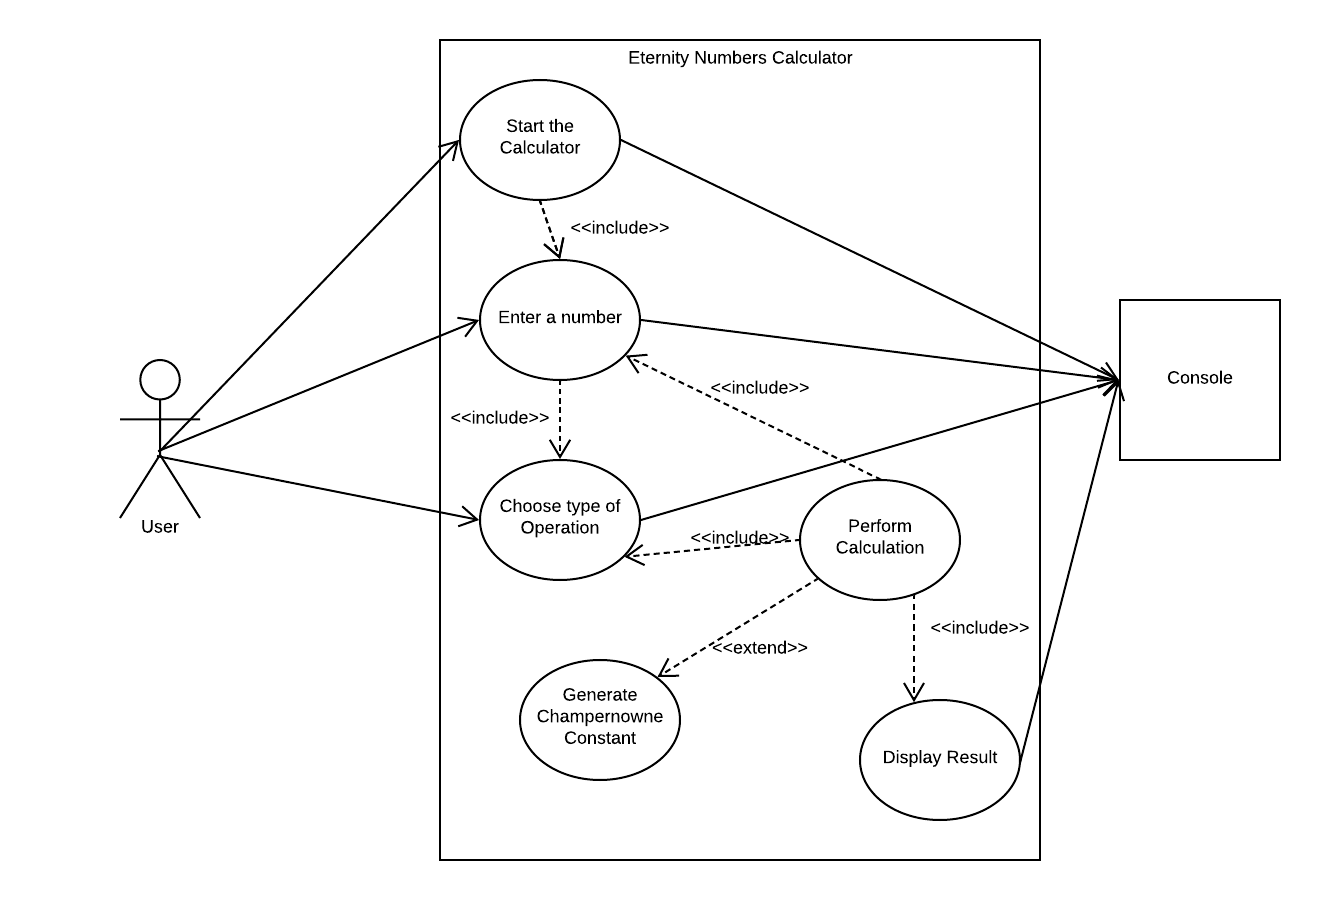 Eternity Numbers Calculator
Start the
Calculator
<<include>>
Enter a number
Console
<<include>>
<<include>>
Choose type of
Operation
User
Perform
Calculation
<<include>>
<<include>>
<<extend>>
Generate
Champernowne
Constant
Display Result